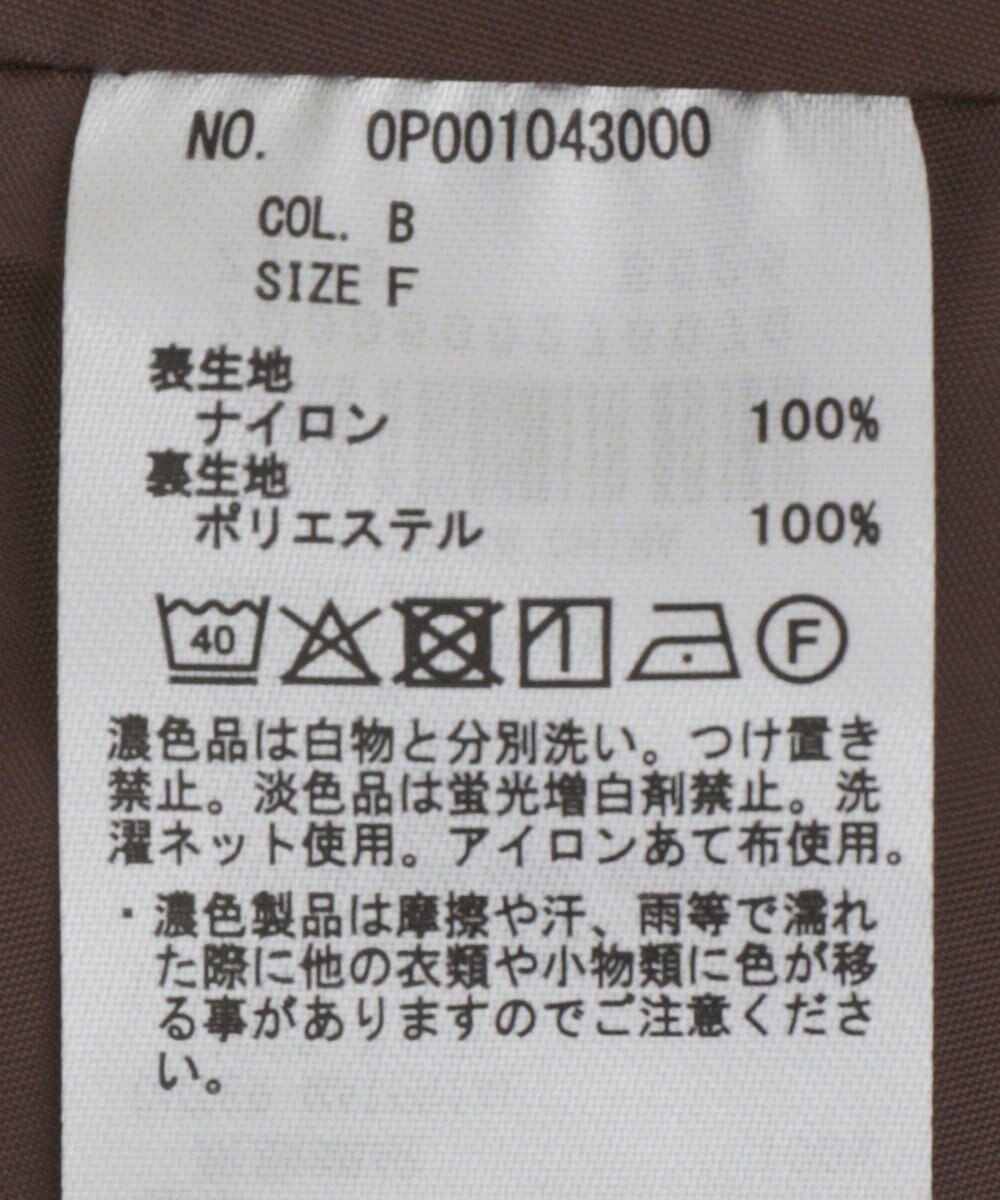 NO. 0P001043000
COL. B
SIZE F
表生地
ナイロン 100%
裏生地
ポリエステル 100%
40 F
濃色品は白物と分別洗い。つけ置き
禁止。淡色品は蛍光増白剤禁止。洗
濯ネット使用。アイロンあて布使用。
・濃色製品は摩擦や汗、雨等で濡れ
た際に他の衣類や小物類に色が移
る事がありますのでご注意くださ
い。